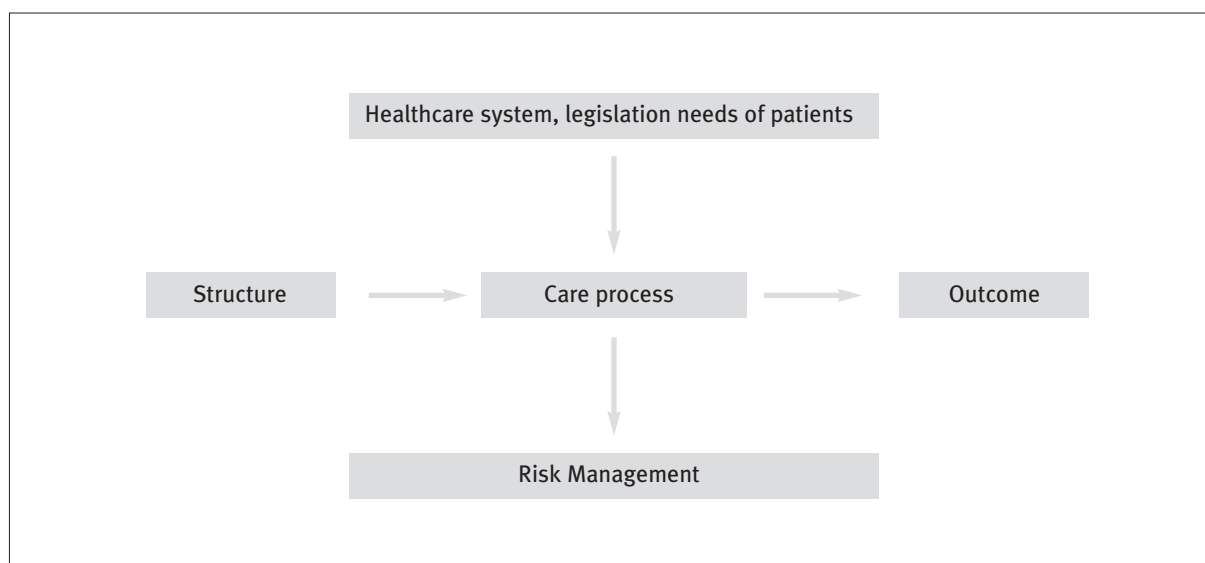 Healthcare system, legislation needs of patients
Structure
Care process
Outcome
Risk Management